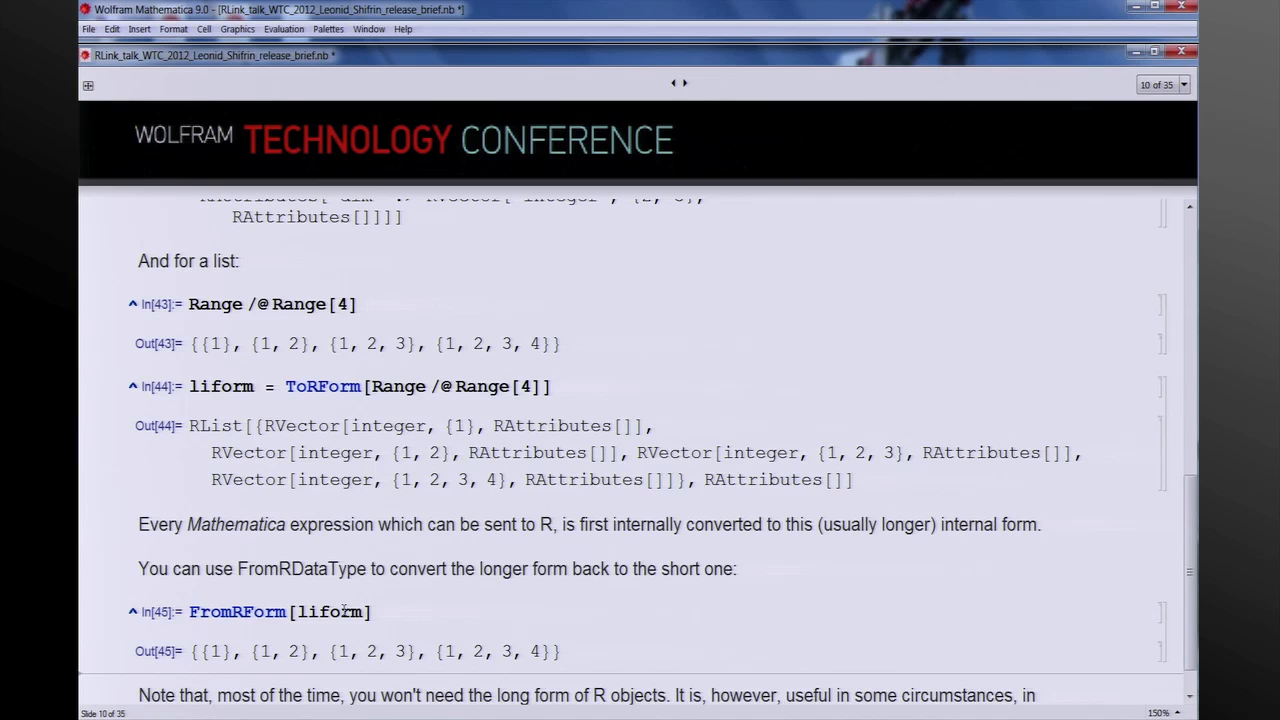 Wolfram Mathematica 9.0 - [RLink_talk_WTC_2012_Leonid_Shifrin_release_brief.nb *]
File Edit Insert Format Cell Graphics Evaluation Palettes Window Help
RLink_talk_WTC_2012_Leonid_Shifrin_release_brief.nb *
10 of 35
WOLFRAM TECHNOLOGY CONFERENCE
RAttributes[]]]]
And for a list:
In[43]:= Range /@ Range[4]
Out[43]= {{1}, {1, 2}, {1, 2, 3}, {1, 2, 3, 4}}
In[44]:= liform = ToRForm[Range /@ Range[4]]
Out[44]= RList[{RVector[integer, {1}, RAttributes[]],
RVector[integer, {1, 2}, RAttributes[]], RVector[integer, {1, 2, 3}, RAttributes[]],
RVector[integer, {1, 2, 3, 4}, RAttributes[]]}, RAttributes[]]
Every Mathematica expression which can be sent to R, is first internally converted to this (usually longer) internal form.
You can use FromRDataType to convert the longer form back to the short one:
In[45]:= FromRForm[liform]
Out[45]= {{1}, {1, 2}, {1, 2, 3}, {1, 2, 3, 4}}
Note that, most of the time, you won't need the long form of R objects. It is, however, useful in some circumstances, in
Slide 10 of 35
150%